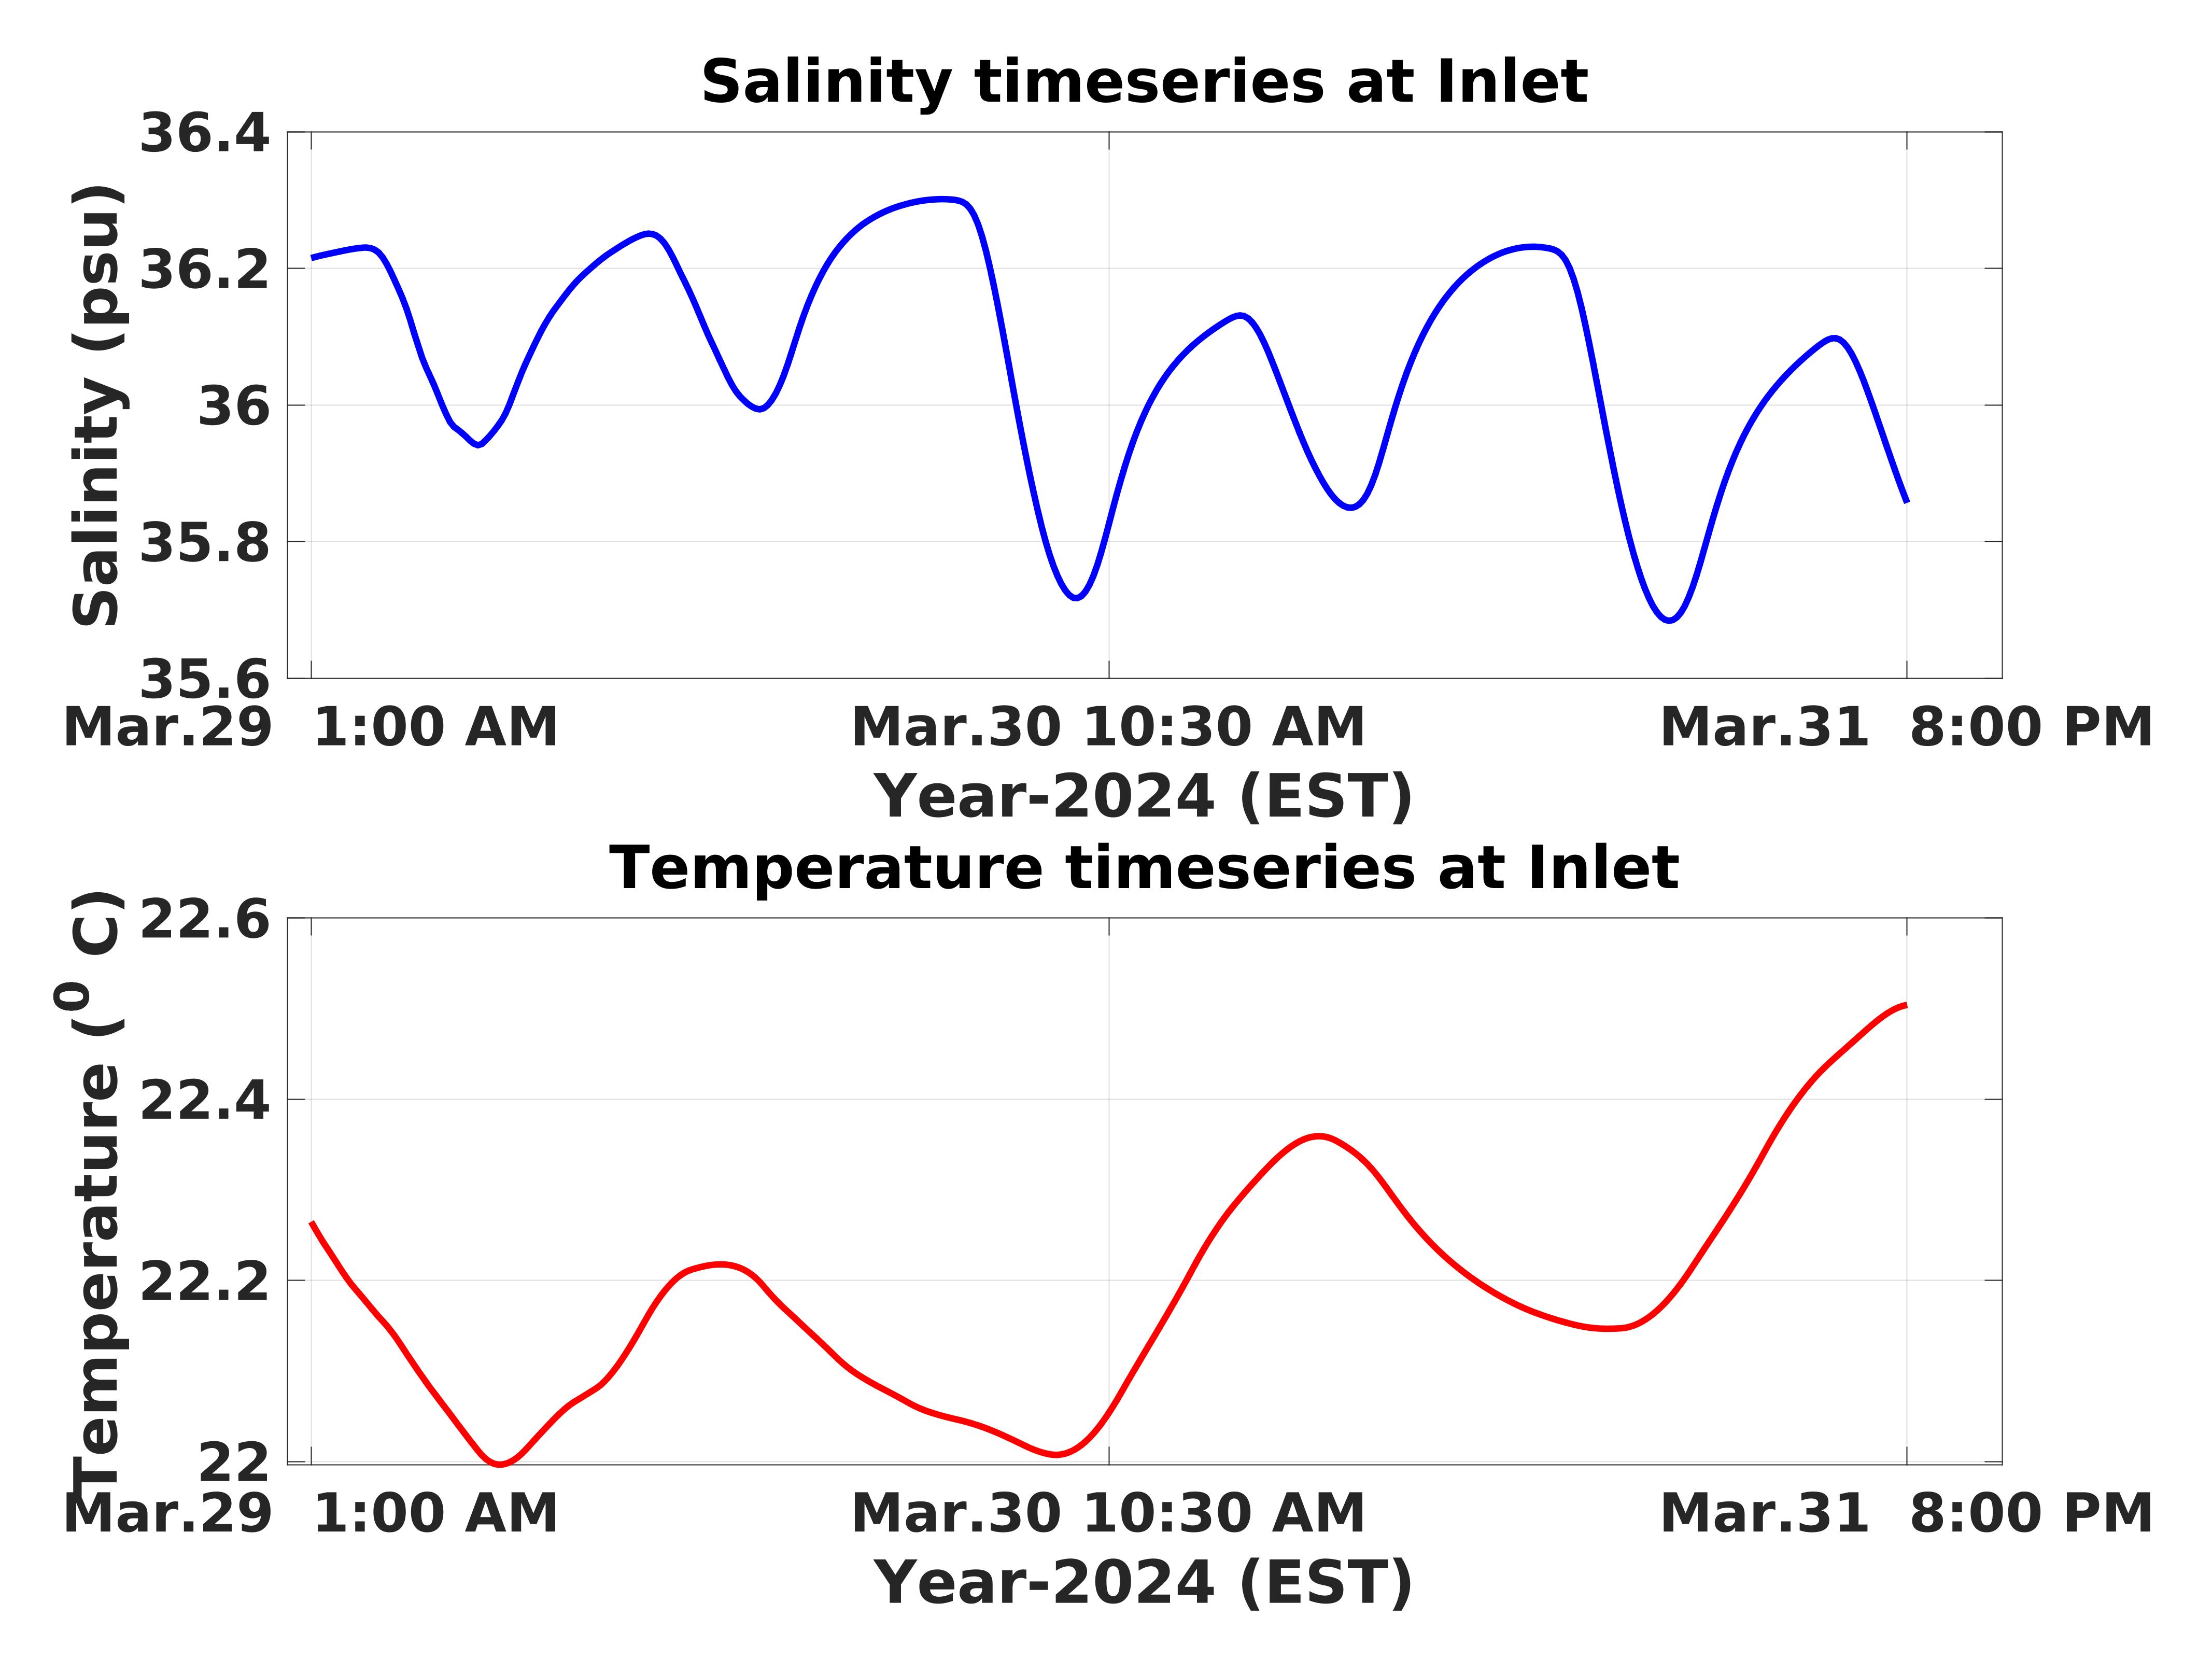 Salinity timeseries at Inlet
Salinity (psu)
36.4
36.2
36
35.8
35.6
Mar.29  1:00 AM
Mar.30 10:30 AM
Mar.31  8:00 PM
Year-2024 (EST)
Temperature timeseries at Inlet
Temperature (⁰ C)
22.6
22.4
22.2
22
Mar.29  1:00 AM
Mar.30 10:30 AM
Mar.31  8:00 PM
Year-2024 (EST)